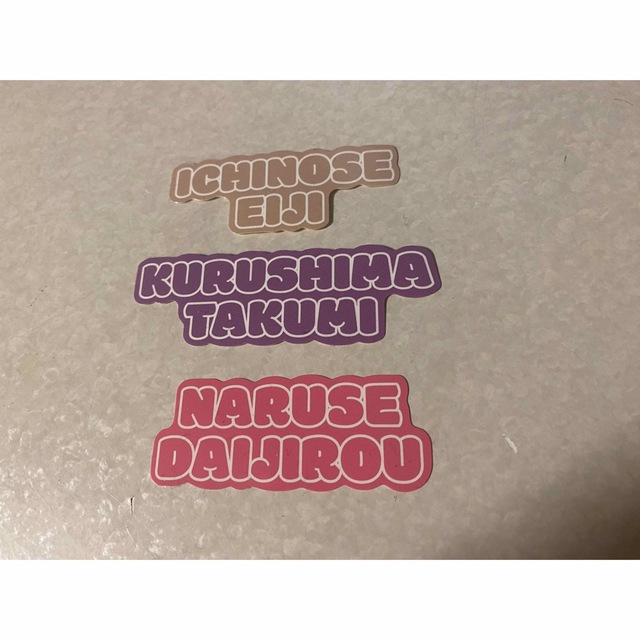 ICHINOSE
EIJI
KURUSHIMA
TAKUMI
NARUSE
DAIJIROU